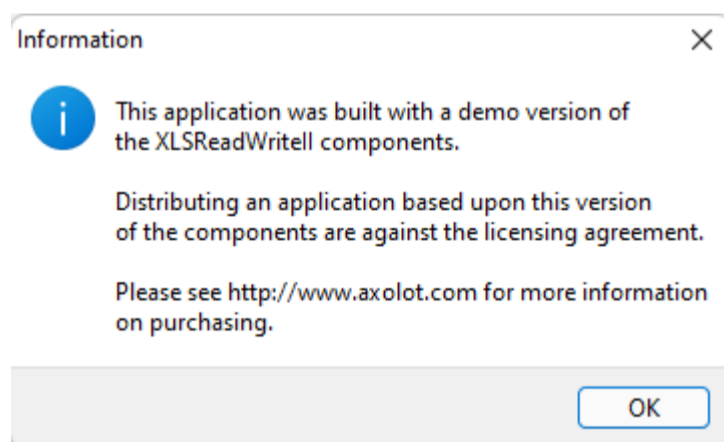 Information
This application was built with a demo version of
the XLSReadWriteII components.
Distributing an application based upon this version
of the components are against the licensing agreement.
Please see http://www.axolot.com for more information
on purchasing.
OK